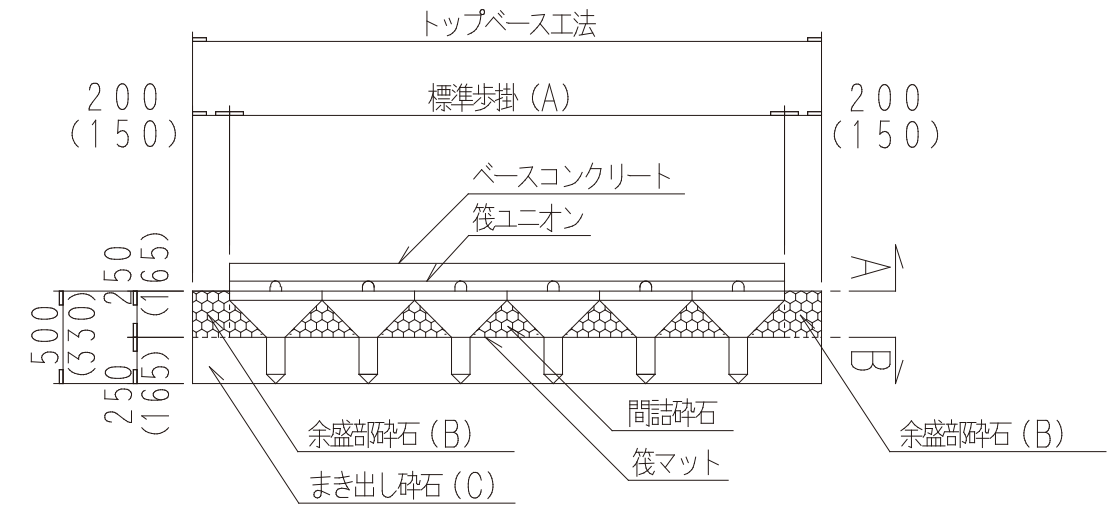 トップベース工法
標準歩掛(A)
200
(150)
200
(150)
ベースコンクリート
筏ユニオン
A
B
500
(330)
250
(165)
250
(165)
間詰砕石
余盛部砕石(B)
余盛部砕石(B)
筏マット
まき出し砕石(C)